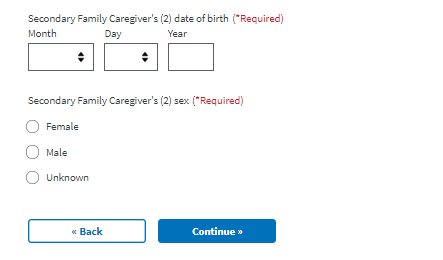 Secondary Family Caregiver's (2) date of birth (*Required)
Month Day Year
Secondary Family Caregiver's (2) sex (*Required)
Female
Male
Unknown
« Back Continue »